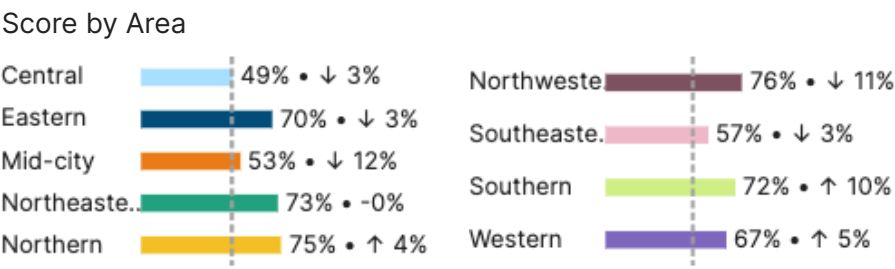 Score by Area
Central 49% • ↓ 3%
Eastern 70% • ↓ 3%
Mid-city 53% • ↓ 12%
Northeaste.. 73% • -0%
Northern 75% • ↑ 4%
Northweste. 76% • ↓ 11%
Southeaste. 57% • ↓ 3%
Southern 72% • ↑ 10%
Western 67% • ↑ 5%